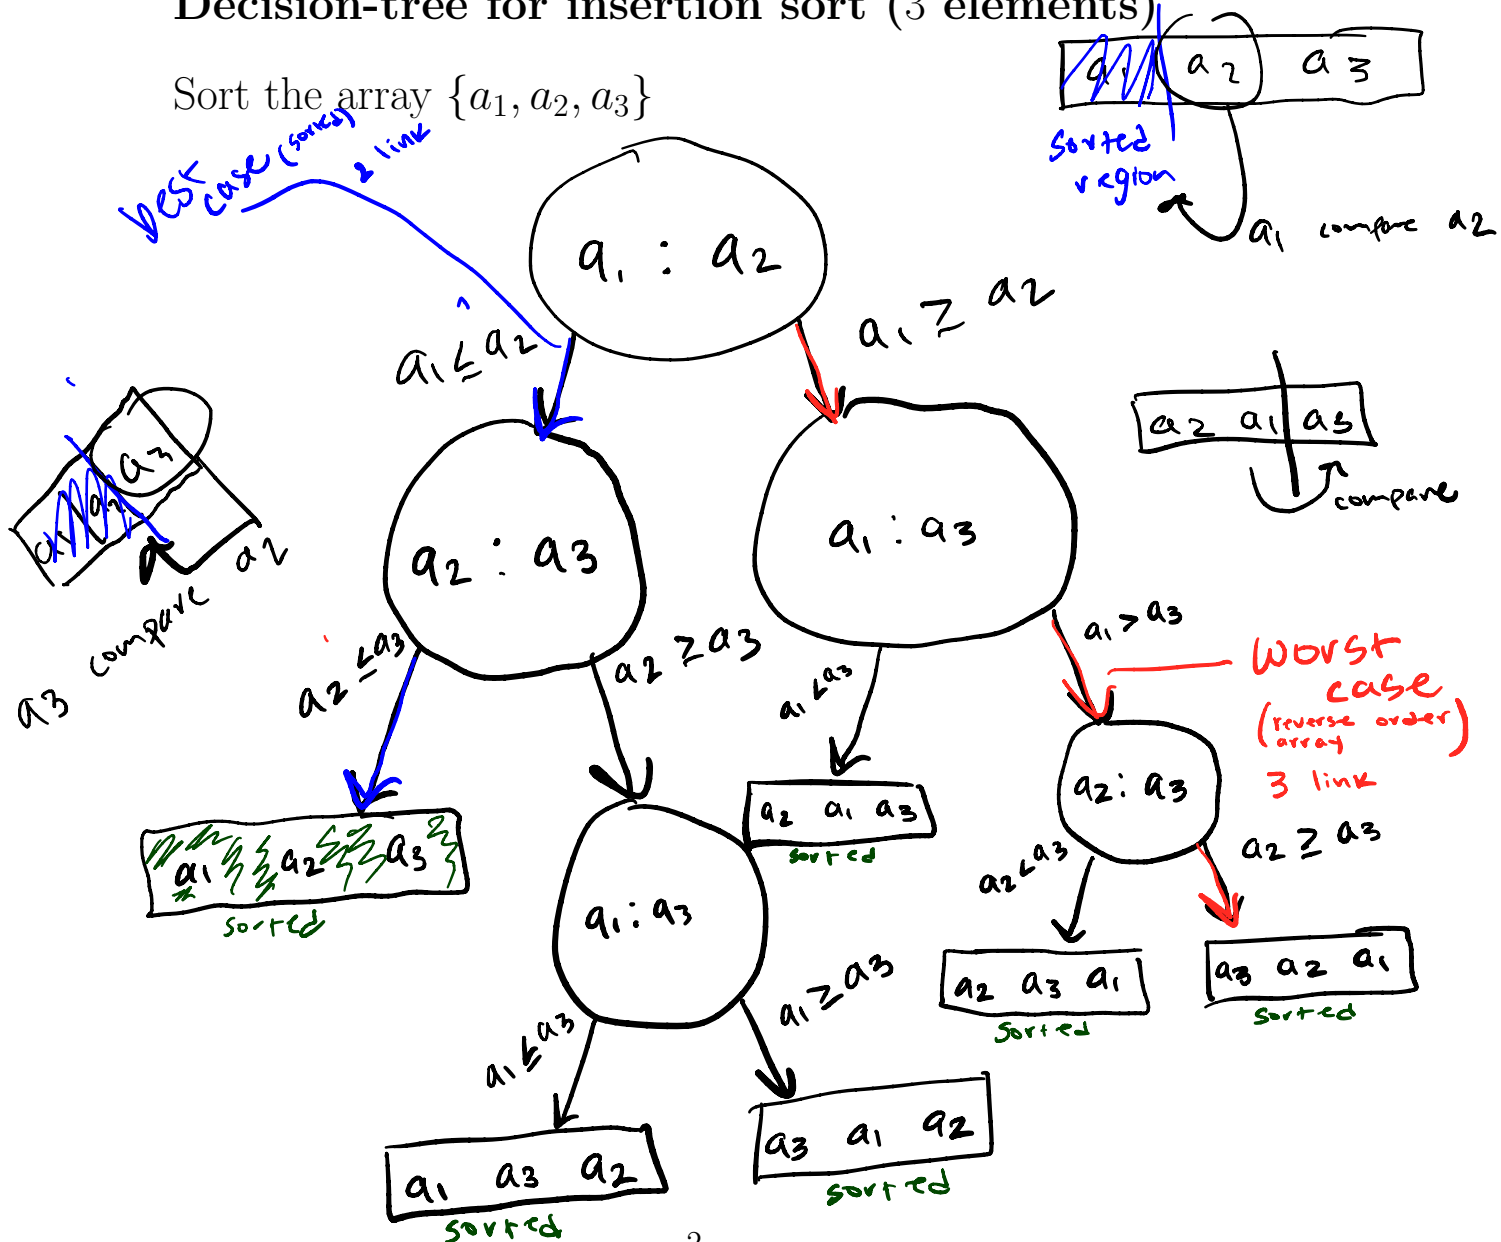 Decision-tree for insertion sort (3 elements)
Sort the array {a₁, a₂, a₃}
a1 a2 a3
sorted
region
a1 compare a2
best
case (sorted)
2 link
a1 : a2
a1 ≤ a2
a1 ≥ a2
a1 a2 a3
a3 compare a2
a2 a1 a3
compare
a2 : a3
a1 : a3
a2 ≤ a3
a2 ≥ a3
a1 < a3
a1 > a3
worst
case
(reverse order
array)
3 link
a1 a2 a3
sorted
a1 : a3
a2 a1 a3
sorted
a2 : a3
a2 < a3
a2 ≥ a3
a1 ≤ a3
a1 ≥ a3
a2 a3 a1
sorted
a3 a2 a1
sorted
a1 a3 a2
sorted
a3 a1 a2
sorted